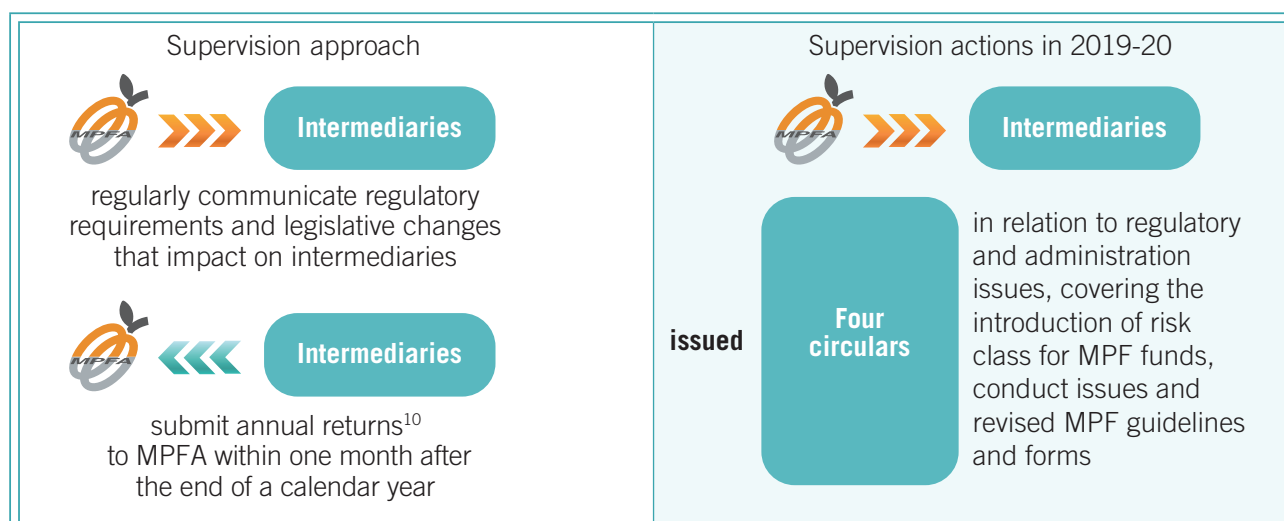 Supervision approach
MPFA
Intermediaries
regularly communicate regulatory
requirements and legislative changes
that impact on intermediaries
MPFA
Intermediaries
submit annual returns10
to MPFA within one month after
the end of a calendar year
Supervision actions in 2019-20
MPFA
Intermediaries
issued
Four
circulars
in relation to regulatory
and administration
issues, covering the
introduction of risk
class for MPF funds,
conduct issues and
revised MPF guidelines
and forms